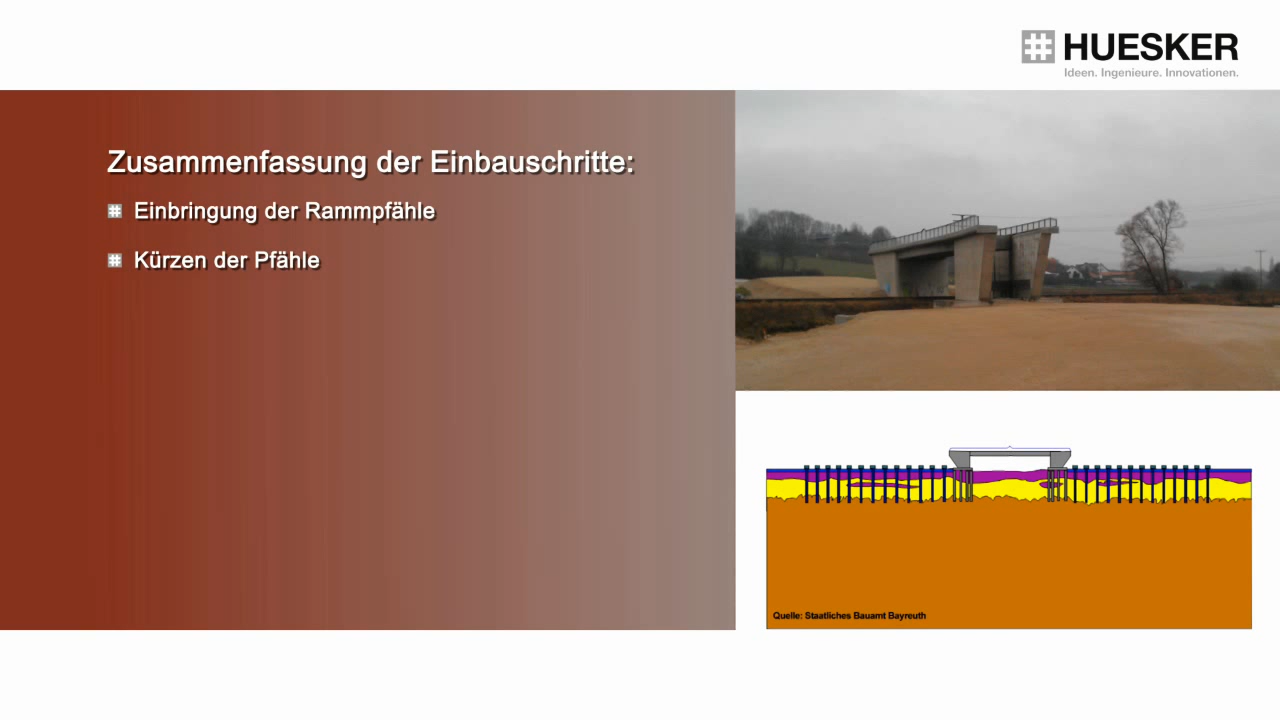 HUESKER
Ideen. Ingenieure. Innovationen.
Zusammenfassung der Einbauschritte:
Einbringung der Rammpfähle
Kürzen der Pfähle
Quelle: Staatliches Bauamt Bayreuth